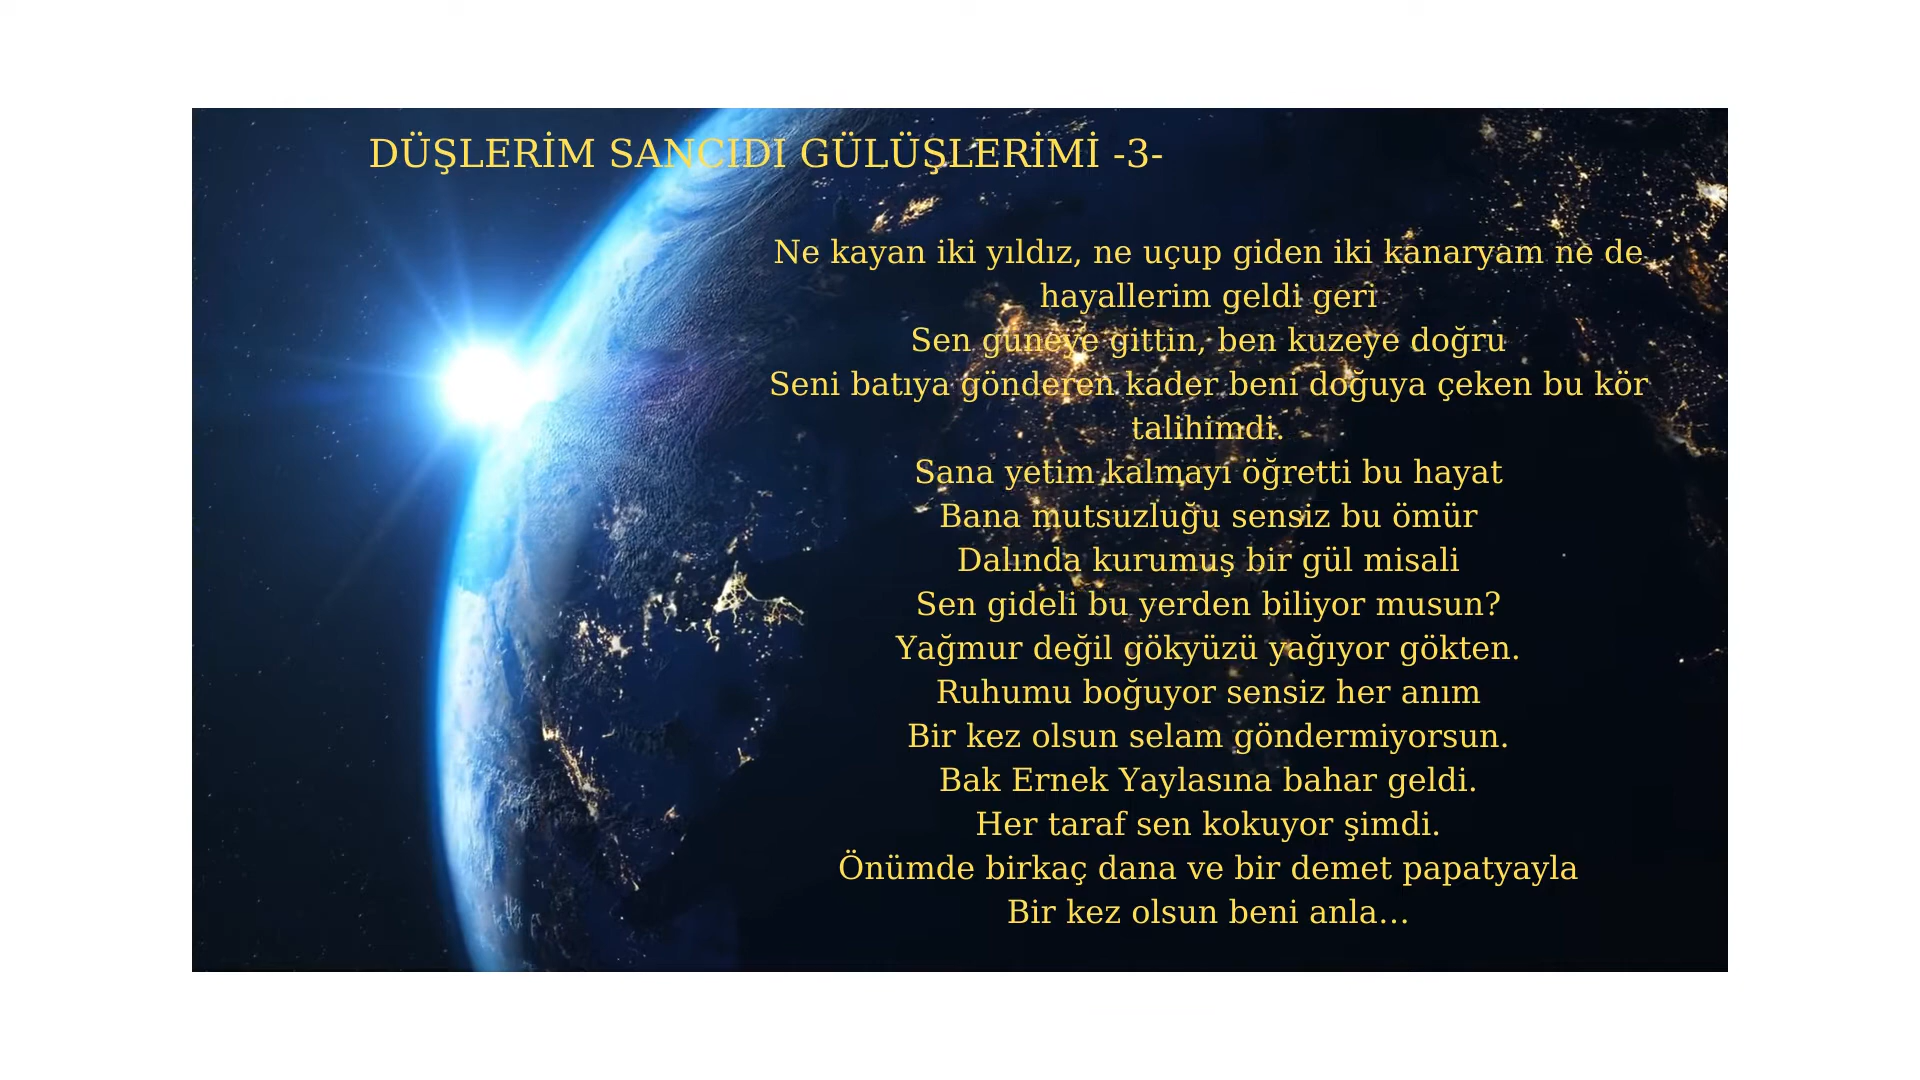 DÜŞLERİM SANCIDI GÜLÜŞLERİMİ -3-
Ne kayan iki yıldız, ne uçup giden iki kanaryam ne de
hayallerim geldi geri
Sen güneye gittin, ben kuzeye doğru
Seni batıya gönderen kader beni doğuya çeken bu kör
talihimdi.
Sana yetim kalmayı öğretti bu hayat
Bana mutsuzluğu sensiz bu ömür
Dalında kurumuş bir gül misali
Sen gideli bu yerden biliyor musun?
Yağmur değil gökyüzü yağıyor gökten.
Ruhumu boğuyor sensiz her anım
Bir kez olsun selam göndermiyorsun.
Bak Ernek Yaylasına bahar geldi.
Her taraf sen kokuyor şimdi.
Önümde birkaç dana ve bir demet papatyayla
Bir kez olsun beni anla…